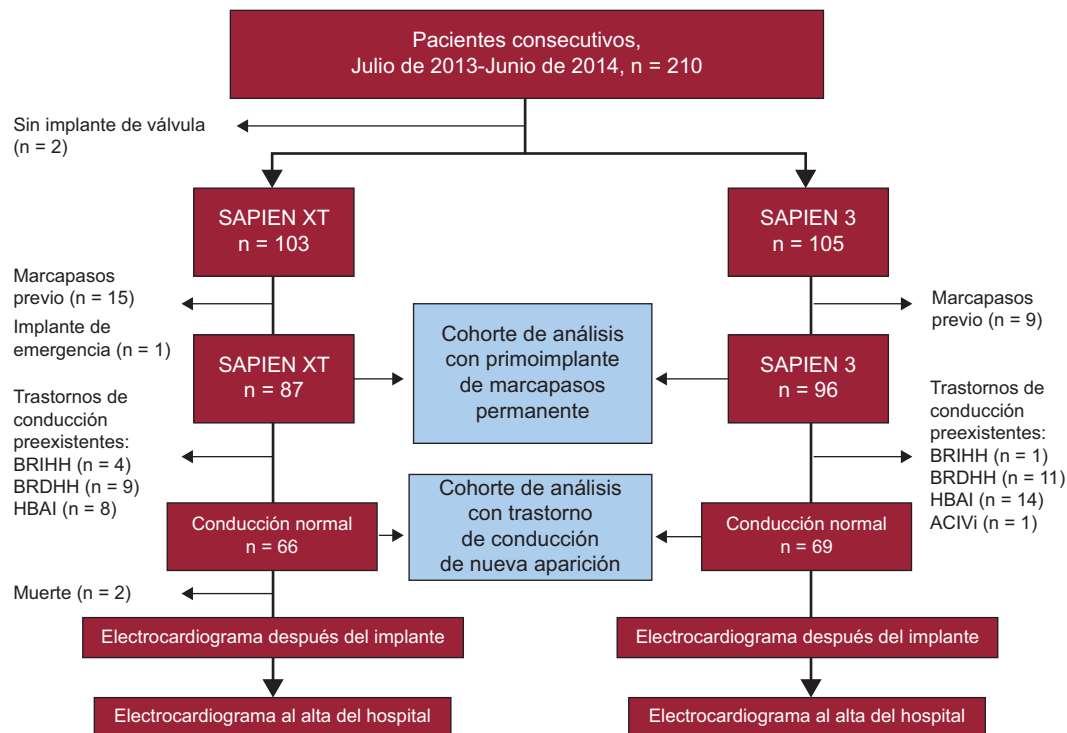 Pacientes consecutivos,
Julio de 2013-Junio de 2014, n = 210
Sin implante de válvula
(n = 2)
SAPIEN XT
n = 103
SAPIEN 3
n = 105
Marcapasos
previo (n = 15)
Implante de
emergencia (n = 1)
Marcapasos
previo (n = 9)
SAPIEN XT
n = 87
Cohorte de análisis
con primoimplante
de marcapasos
permanente
SAPIEN 3
n = 96
Trastornos de
conducción
preexistentes:
BRIHH (n = 4)
BRDHH (n = 9)
HBAI (n = 8)
Trastornos de
conducción
preexistentes:
BRIHH (n = 1)
BRDHH (n = 11)
HBAI (n = 14)
ACIVi (n = 1)
Conducción normal
n = 66
Cohorte de análisis
con trastorno
de conducción
de nueva aparición
Conducción normal
n = 69
Muerte (n = 2)
Electrocardiograma después del implante
Electrocardiograma después del implante
Electrocardiograma al alta del hospital
Electrocardiograma al alta del hospital